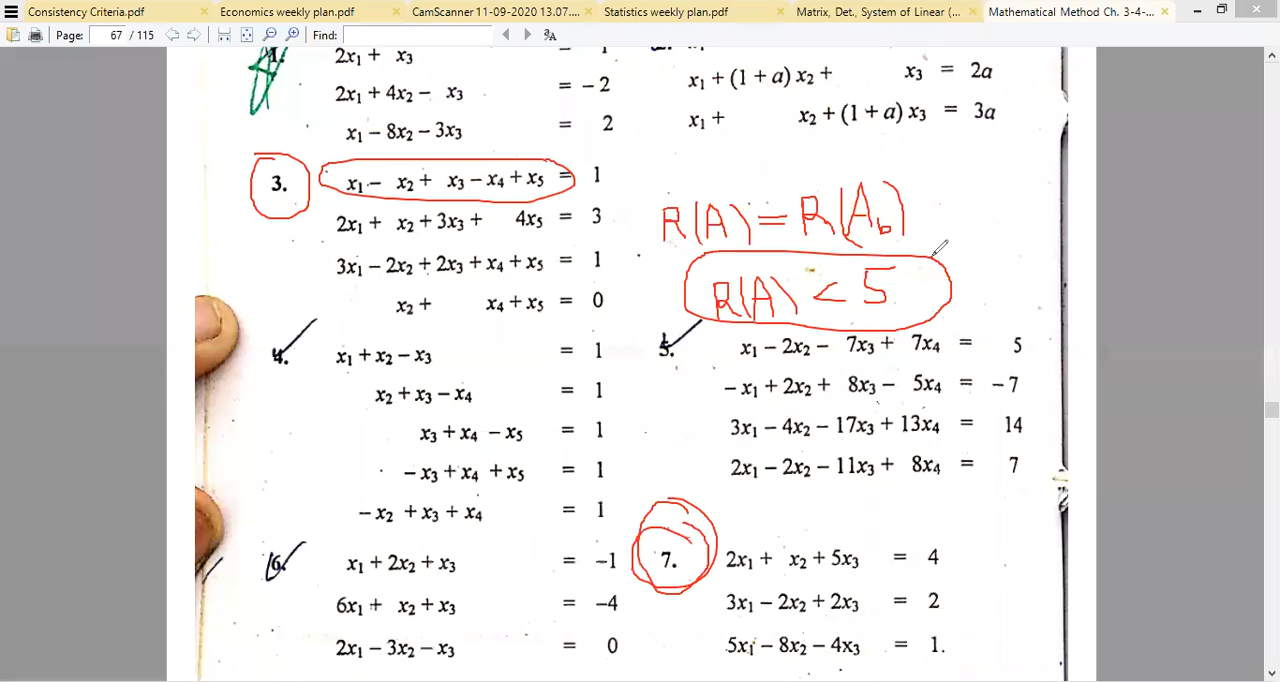 Consistency Criteria.pdf × Economics weekly plan.pdf × CamScanner 11-09-2020 13.07.... × Statistics weekly plan.pdf × Matrix, Det., System of Linear (... × Mathematical Method Ch. 3-4-... ×
Page: 67 / 115 Find:
1. 2x₁ + x₃
2x₁ + 4x₂ − x₃ = − 2
x₁ − 8x₂ − 3x₃ = 2
x₁ + (1 + a) x₂ + x₃ = 2a
x₁ + x₂ + (1 + a) x₃ = 3a
3. x₁ − x₂ + x₃ − x₄ + x₅ = 1
2x₁ + x₂ + 3x₃ + 4x₅ = 3
3x₁ − 2x₂ + 2x₃ + x₄ + x₅ = 1
x₂ + x₄ + x₅ = 0
R(A) = R(A_b)
R(A) < 5
4. x₁ + x₂ − x₃ = 1
x₂ + x₃ − x₄ = 1
x₃ + x₄ − x₅ = 1
− x₃ + x₄ + x₅ = 1
− x₂ + x₃ + x₄ = 1
5. x₁ − 2x₂ − 7x₃ + 7x₄ = 5
− x₁ + 2x₂ + 8x₃ − 5x₄ = − 7
3x₁ − 4x₂ − 17x₃ + 13x₄ = 14
2x₁ − 2x₂ − 11x₃ + 8x₄ = 7
6. x₁ + 2x₂ + x₃ = −1
6x₁ + x₂ + x₃ = −4
2x₁ − 3x₂ − x₃ = 0
7. 2x₁ + x₂ + 5x₃ = 4
3x₁ − 2x₂ + 2x₃ = 2
5x₁ − 8x₂ − 4x₃ = 1.